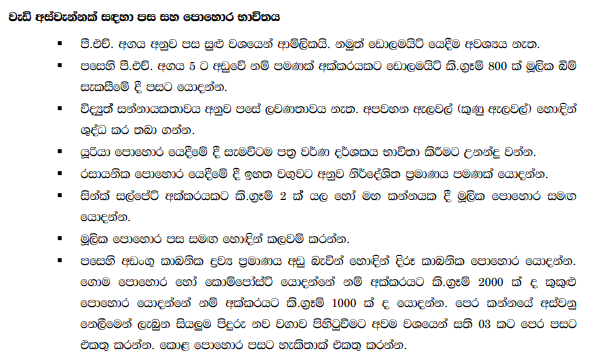 වැඩි අස්වැන්නක් සඳහා පස සහ පොහොර භාවිතය
▪ පී.එච්. අගය අනුව පස සුළු වශයෙන් ආම්ලිකයි. නමුත් ඩොලමයිට් යෙදීම අවශ්‍යය නැත.
▪ පසෙහි පී.එච්. අගය 5 ට අඩුවේ නම් පමණක් අක්කරයකට ඩොලමයිට් කි.ග්‍රෑම් 800 ක් මූලික බිම්
සැකසීමේ දී පසට යොදන්න.
▪ විද්‍යුත් සන්නායකතාවය අනුව පසේ ලවණතාවය නැත. අපවහන ඇලවල් (කුණු ඇලවල්) හොඳින්
ශුද්ධ කර තබා ගන්න.
▪ යූරියා පොහොර යෙදීමේ දී සැමවිටම පත්‍ර වර්ණ දර්ශකය භාවිතා කිරීමට උනන්දු වන්න.
▪ රසායනික පොහොර යෙදීමේ දී ඉහත වගුවට අනුව නිර්දේශිත ප්‍රමාණය පමණක් යොදන්න.
▪ සින්ක් සල්පේට් අක්කරයකට කි.ග්‍රෑම් 2 ක් යල හෝ මහ කන්නයක දී මූලික පොහොර සමඟ
යොදන්න.
▪ මූලික පොහොර පස සමඟ හොඳින් කලවම් කරන්න.
▪ පසෙහි අඩංගු කාබනික ද්‍රව්‍ය ප්‍රමාණය අඩු බැවින් හොඳින් දිරූ කාබනික පොහොර යොදන්න.
ගොම පොහොර හෝ කොම්පෝස්ට් යොදන්නේ නම් අක්කරයට කි.ග්‍රෑම් 2000 ක් ද කුකුළු
පොහොර යොදන්නේ නම් අක්කරයට කි.ග්‍රෑම් 1000 ක් ද යොදන්න. පෙර කන්නයේ අස්වනු
නෙලීමෙන් ලැබුන සියලුම පිදුරු නව වගාව පිහිටුවීමට අවම වශයෙන් සති 03 කට පෙර පසට
එකතු කරන්න. කොළ පොහොර පසට හැකිතාක් එකතු කරන්න.